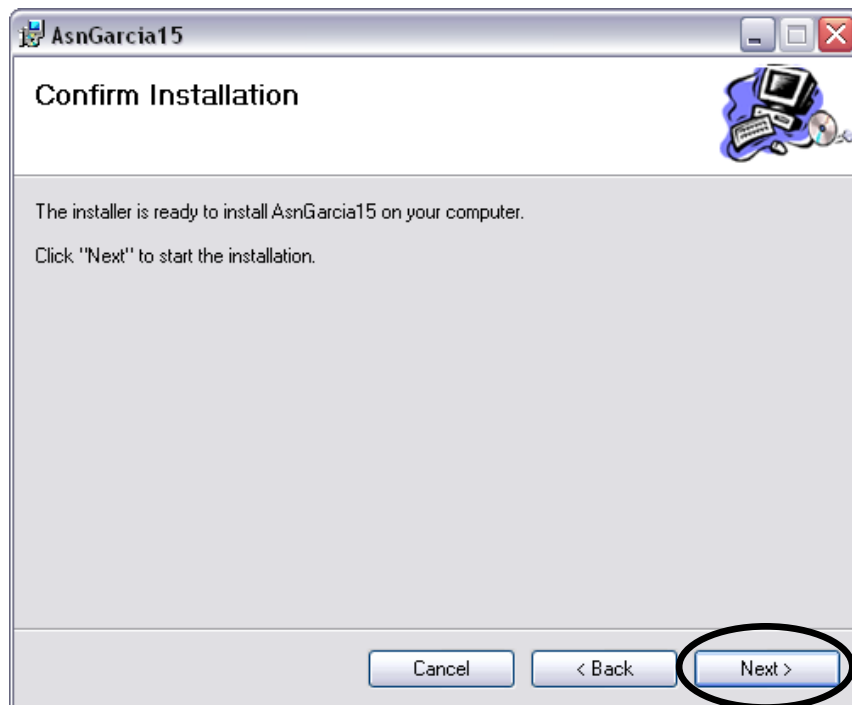 AsnGarcia15
Confirm Installation
The installer is ready to install AsnGarcia15 on your computer.
Click "Next" to start the installation.
Cancel
< Back
Next >